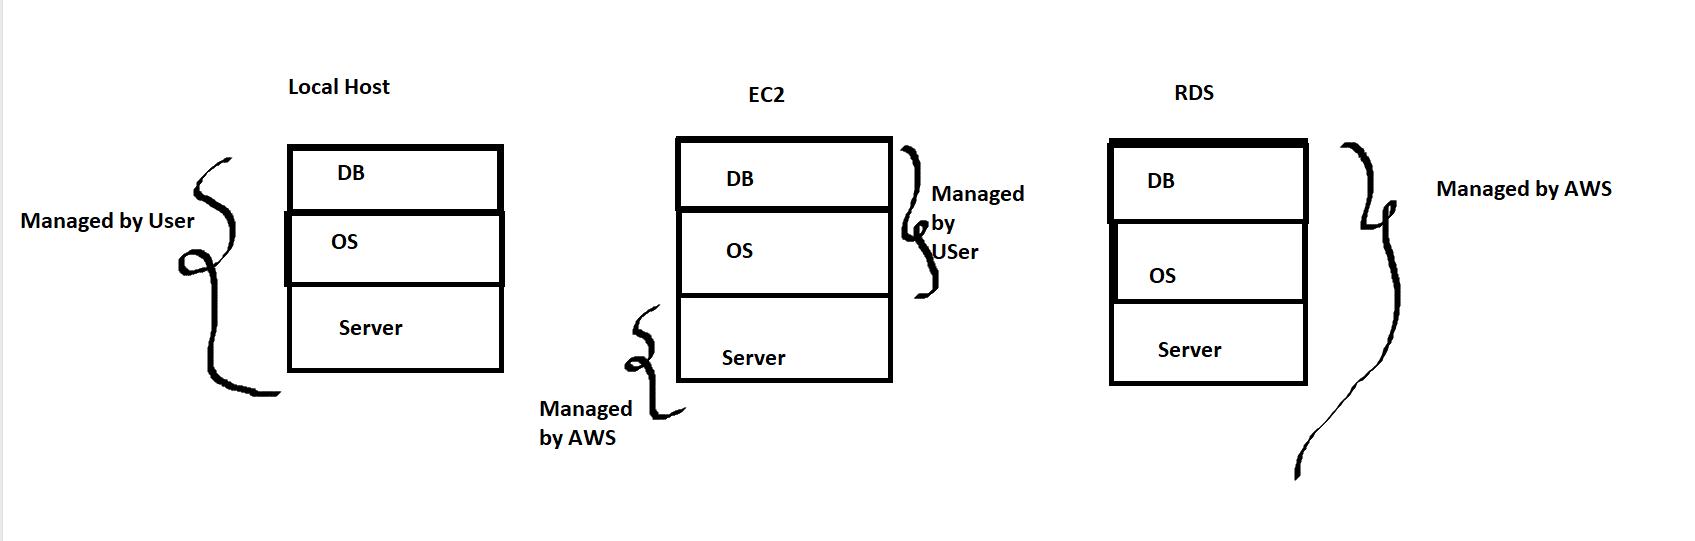 Local Host
DB
OS
Server
Managed by User
EC2
DB
OS
Server
Managed
by
USer
Managed
by AWS
RDS
DB
OS
Server
Managed by AWS